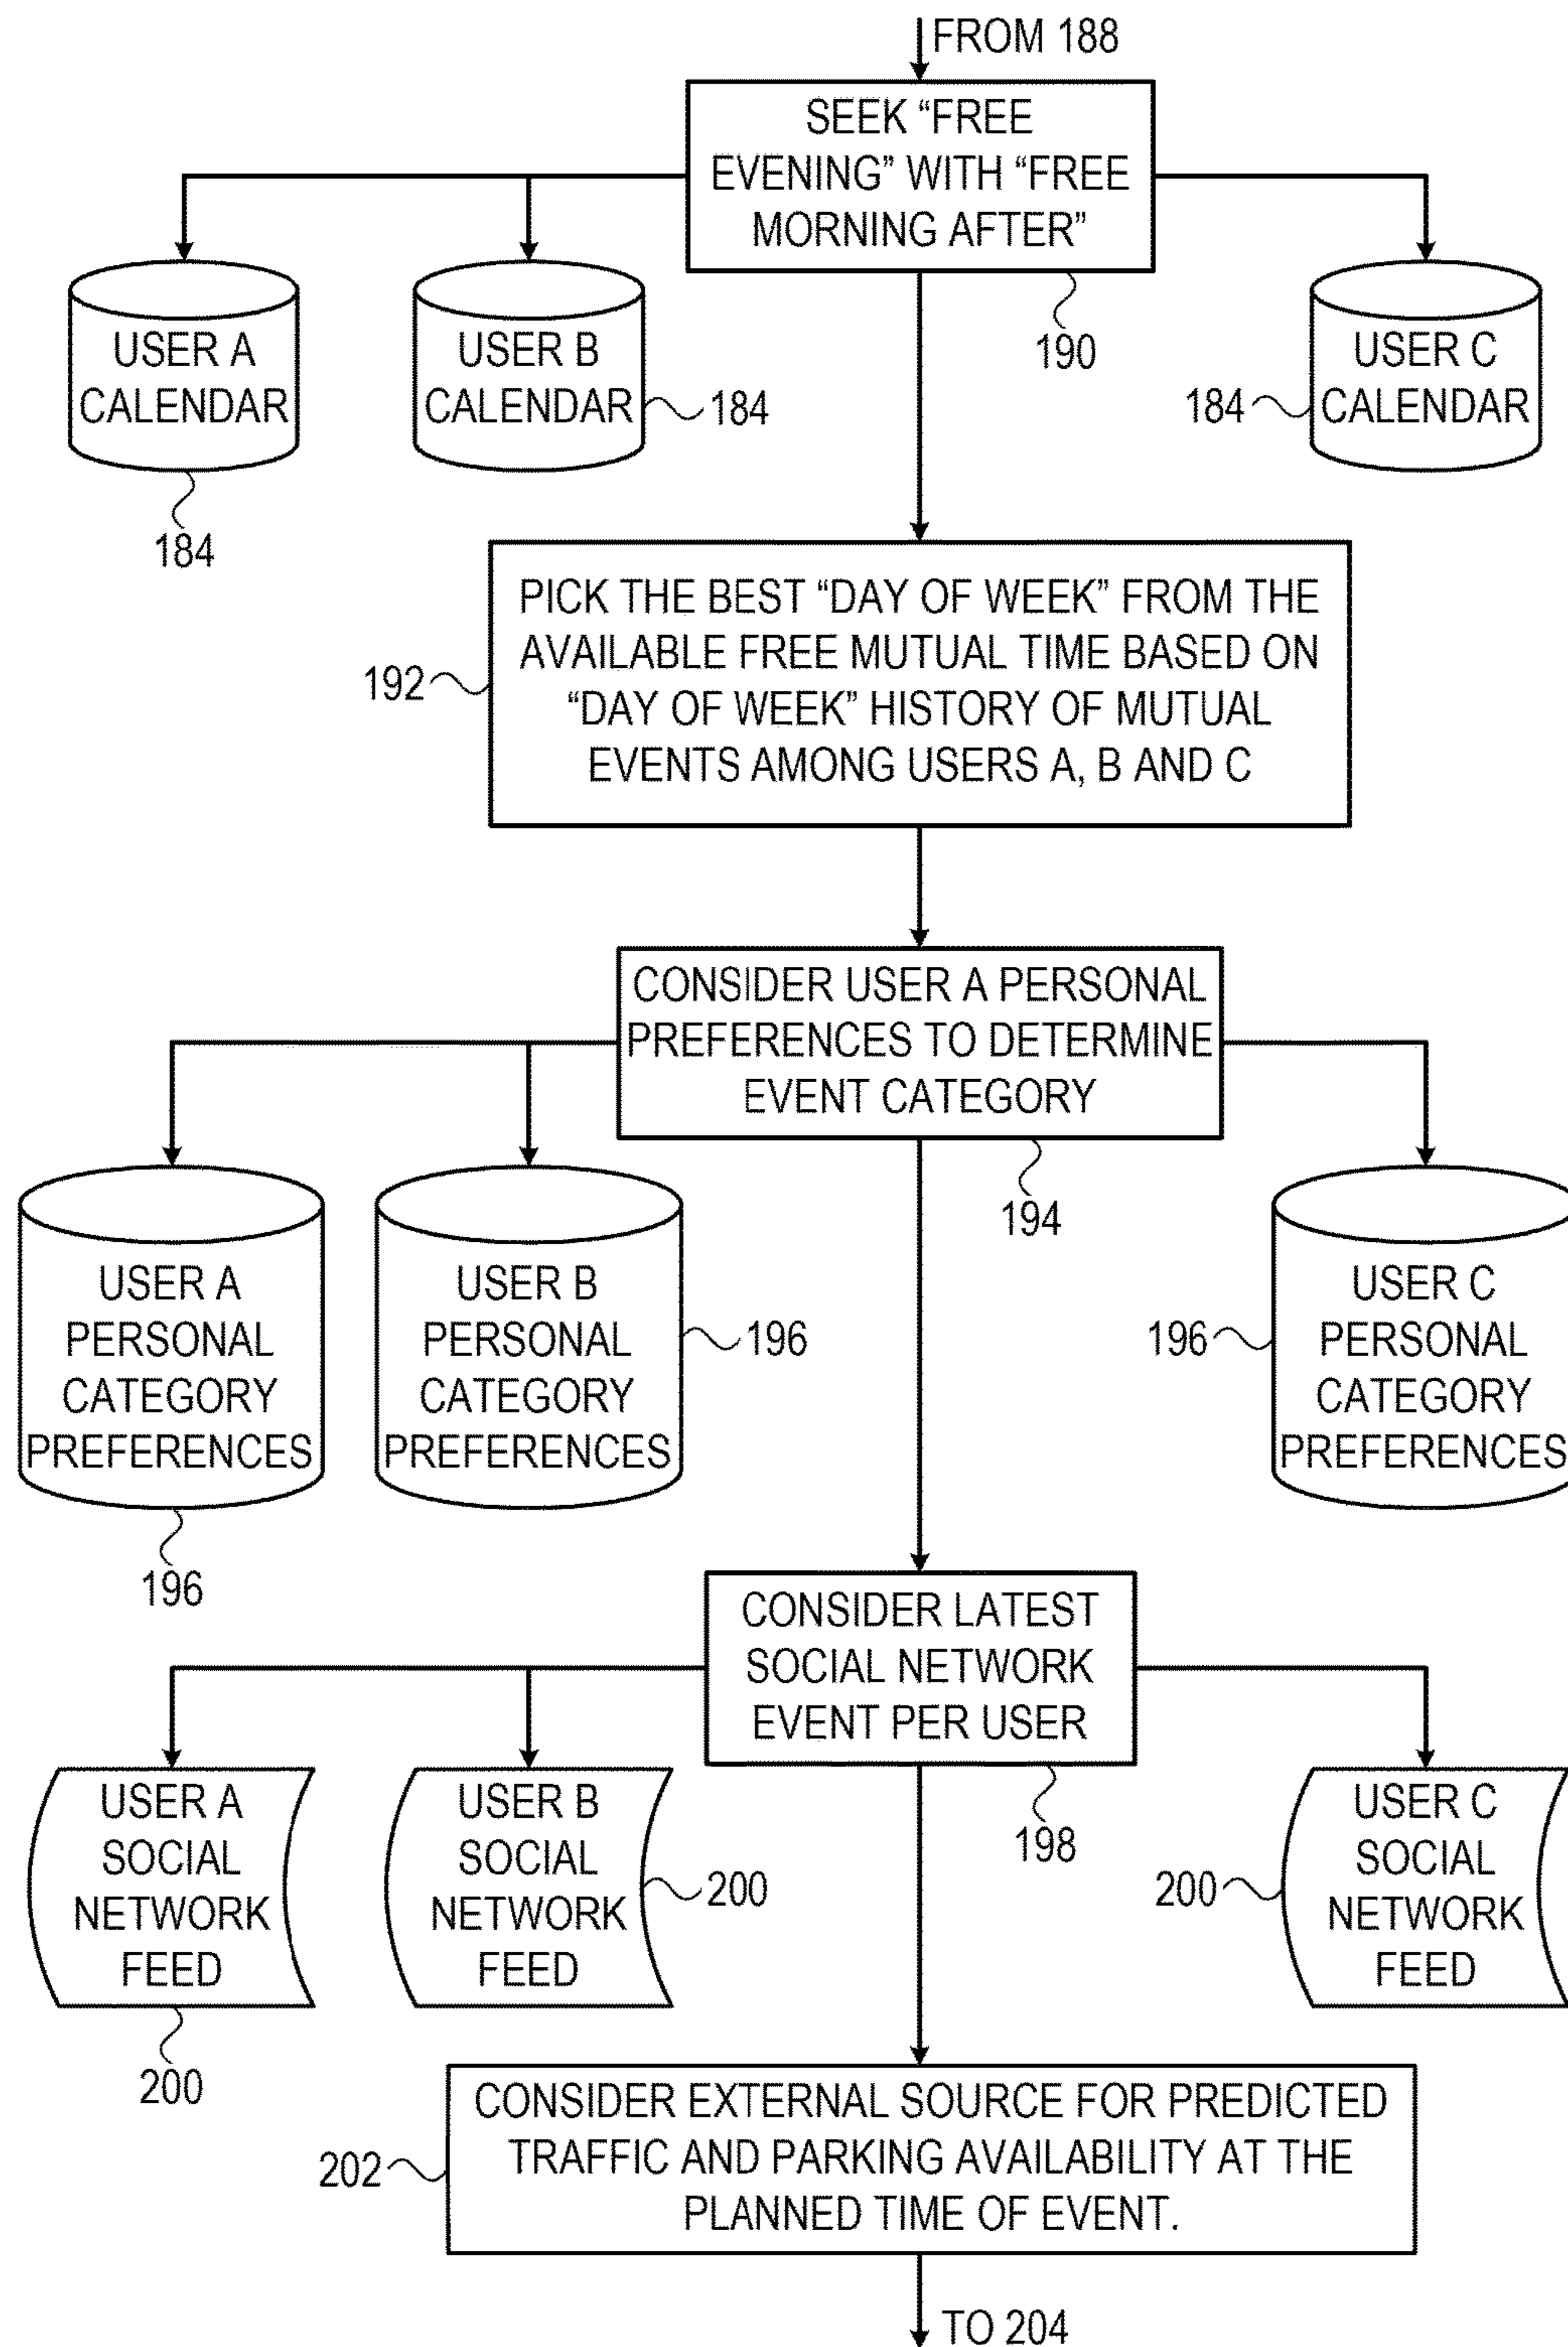 FROM 188
SEEK “FREE
EVENING” WITH “FREE
MORNING AFTER”
190
USER A
CALENDAR
184
USER B
CALENDAR
184
USER C
CALENDAR
184
PICK THE BEST “DAY OF WEEK” FROM THE
AVAILABLE FREE MUTUAL TIME BASED ON
“DAY OF WEEK” HISTORY OF MUTUAL
EVENTS AMONG USERS A, B AND C
192
CONSIDER USER A PERSONAL
PREFERENCES TO DETERMINE
EVENT CATEGORY
194
USER A
PERSONAL
CATEGORY
PREFERENCES
196
USER B
PERSONAL
CATEGORY
PREFERENCES
196
USER C
PERSONAL
CATEGORY
PREFERENCES
196
CONSIDER LATEST
SOCIAL NETWORK
EVENT PER USER
198
USER A
SOCIAL
NETWORK
FEED
200
USER B
SOCIAL
NETWORK
FEED
200
USER C
SOCIAL
NETWORK
FEED
200
CONSIDER EXTERNAL SOURCE FOR PREDICTED
TRAFFIC AND PARKING AVAILABILITY AT THE
PLANNED TIME OF EVENT.
202
TO 204